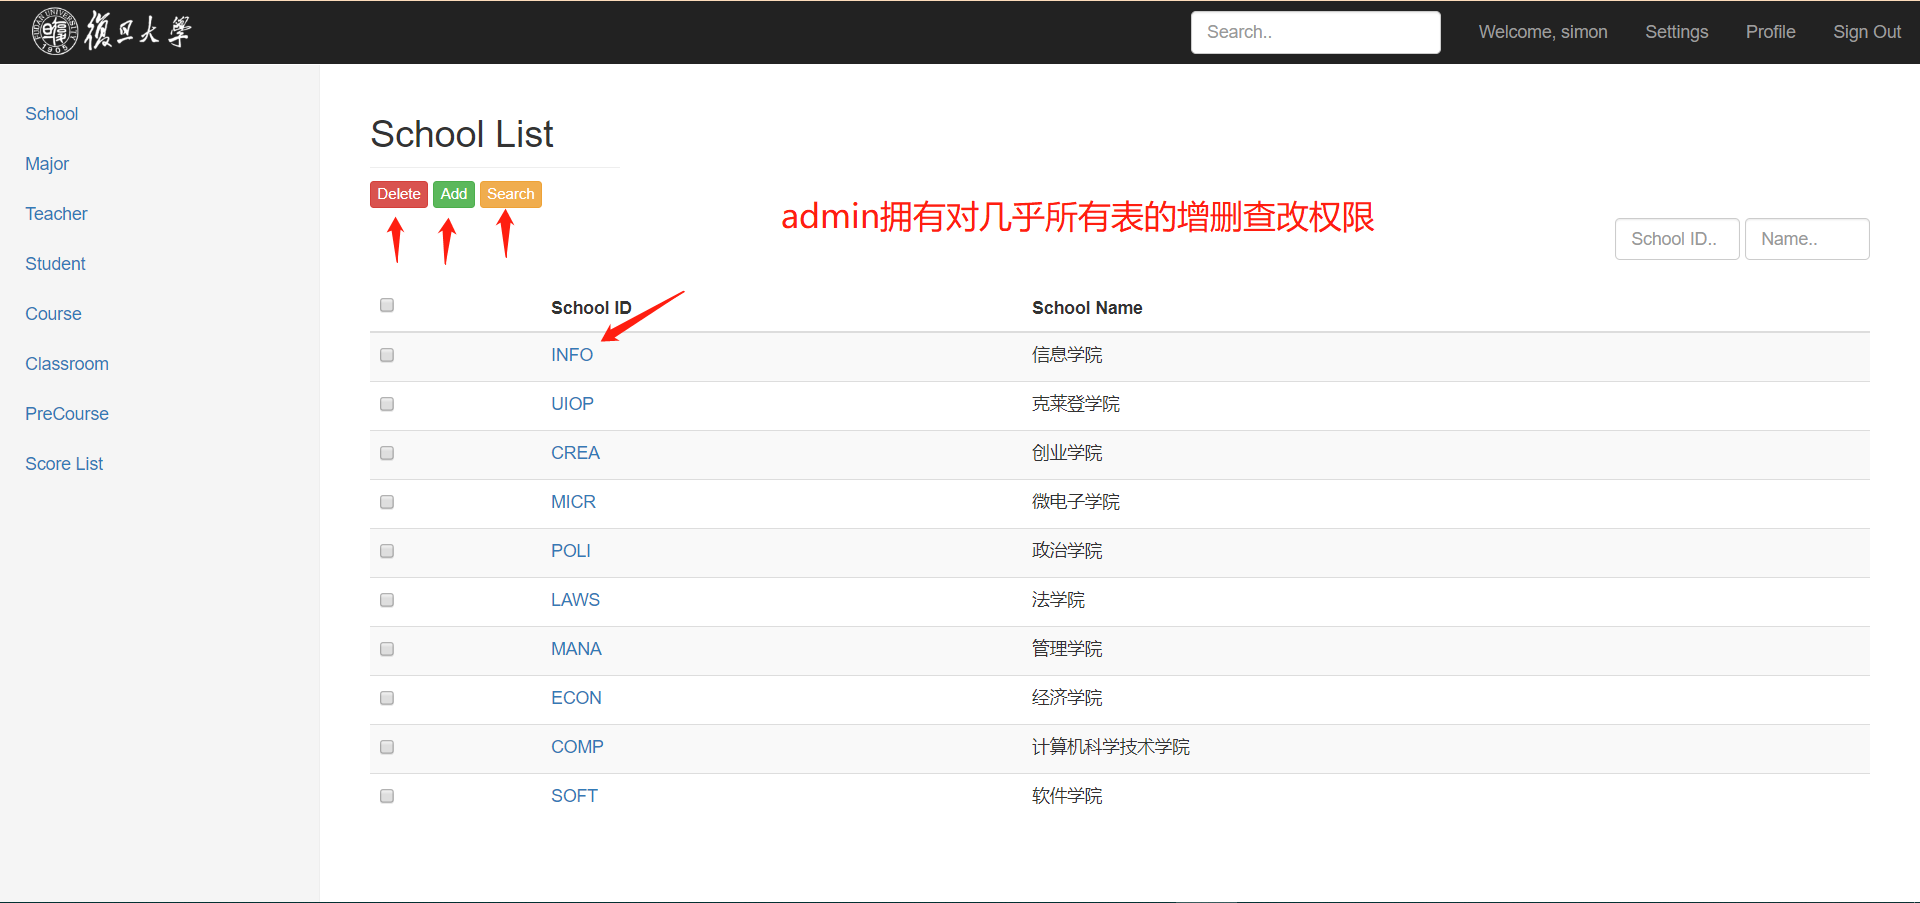 FUDAN UNIVERSITY
1905
復旦大學
Search..
Welcome, simon
Settings
Profile
Sign Out
School
Major
Teacher
Student
Course
Classroom
PreCourse
Score List
School List
Delete
Add
Search
admin拥有对几乎所有表的增删查改权限
School ID..
Name..
School ID
School Name
INFO
信息学院
UIOP
克莱登学院
CREA
创业学院
MICR
微电子学院
POLI
政治学院
LAWS
法学院
MANA
管理学院
ECON
经济学院
COMP
计算机科学技术学院
SOFT
软件学院